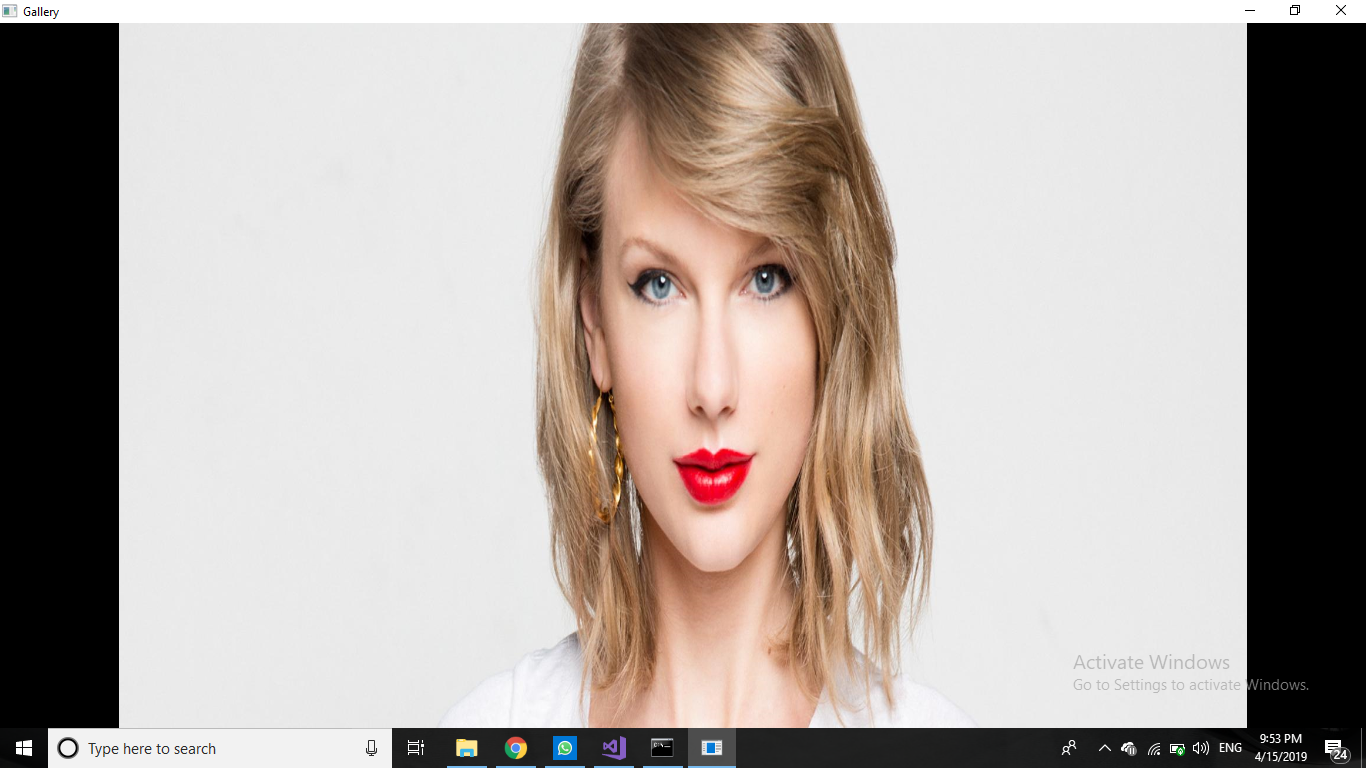 Gallery
Activate Windows
Go to Settings to activate Windows.
Type here to search
ENG
9:53 PM
4/15/2019
24